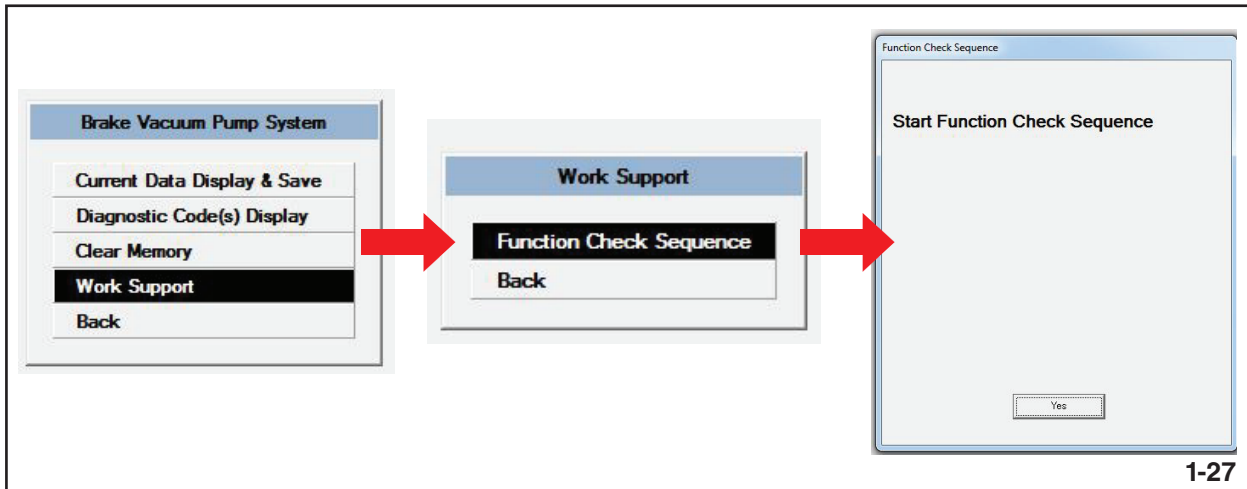 Brake Vacuum Pump System
Current Data Display & Save
Diagnostic Code(s) Display
Clear Memory
Work Support
Back
Work Support
Function Check Sequence
Back
Function Check Sequence
Start Function Check Sequence
Yes
1-27